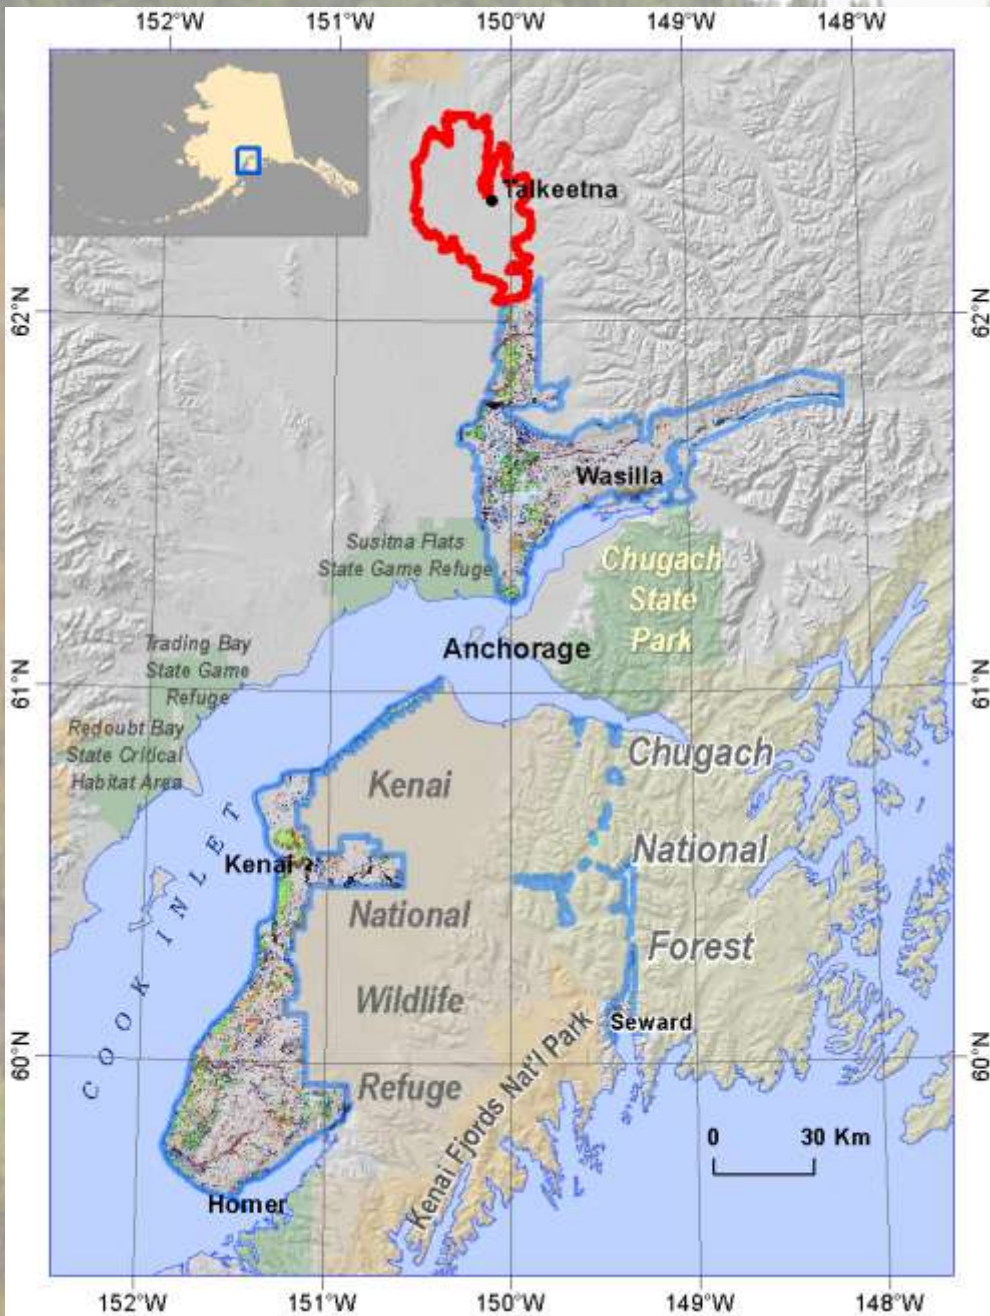 152°W 151°W 150°W 149°W 148°W
Talkeetna
62°N 62°N
Wasilla
Susitna Flats
State Game Refuge
Chugach
State
Park
Trading Bay
State Game
Refuge
Anchorage
61°N 61°N
Redoubt Bay
State Critical
Habitat Area
Chugach
National
Forest
Kenai
National
Wildlife
Refuge
Kenai
COOK INLET
Seward
60°N 60°N
Kenai Fjords Nat'l Park
0 30 Km
Homer
152°W 151°W 150°W 149°W 148°W